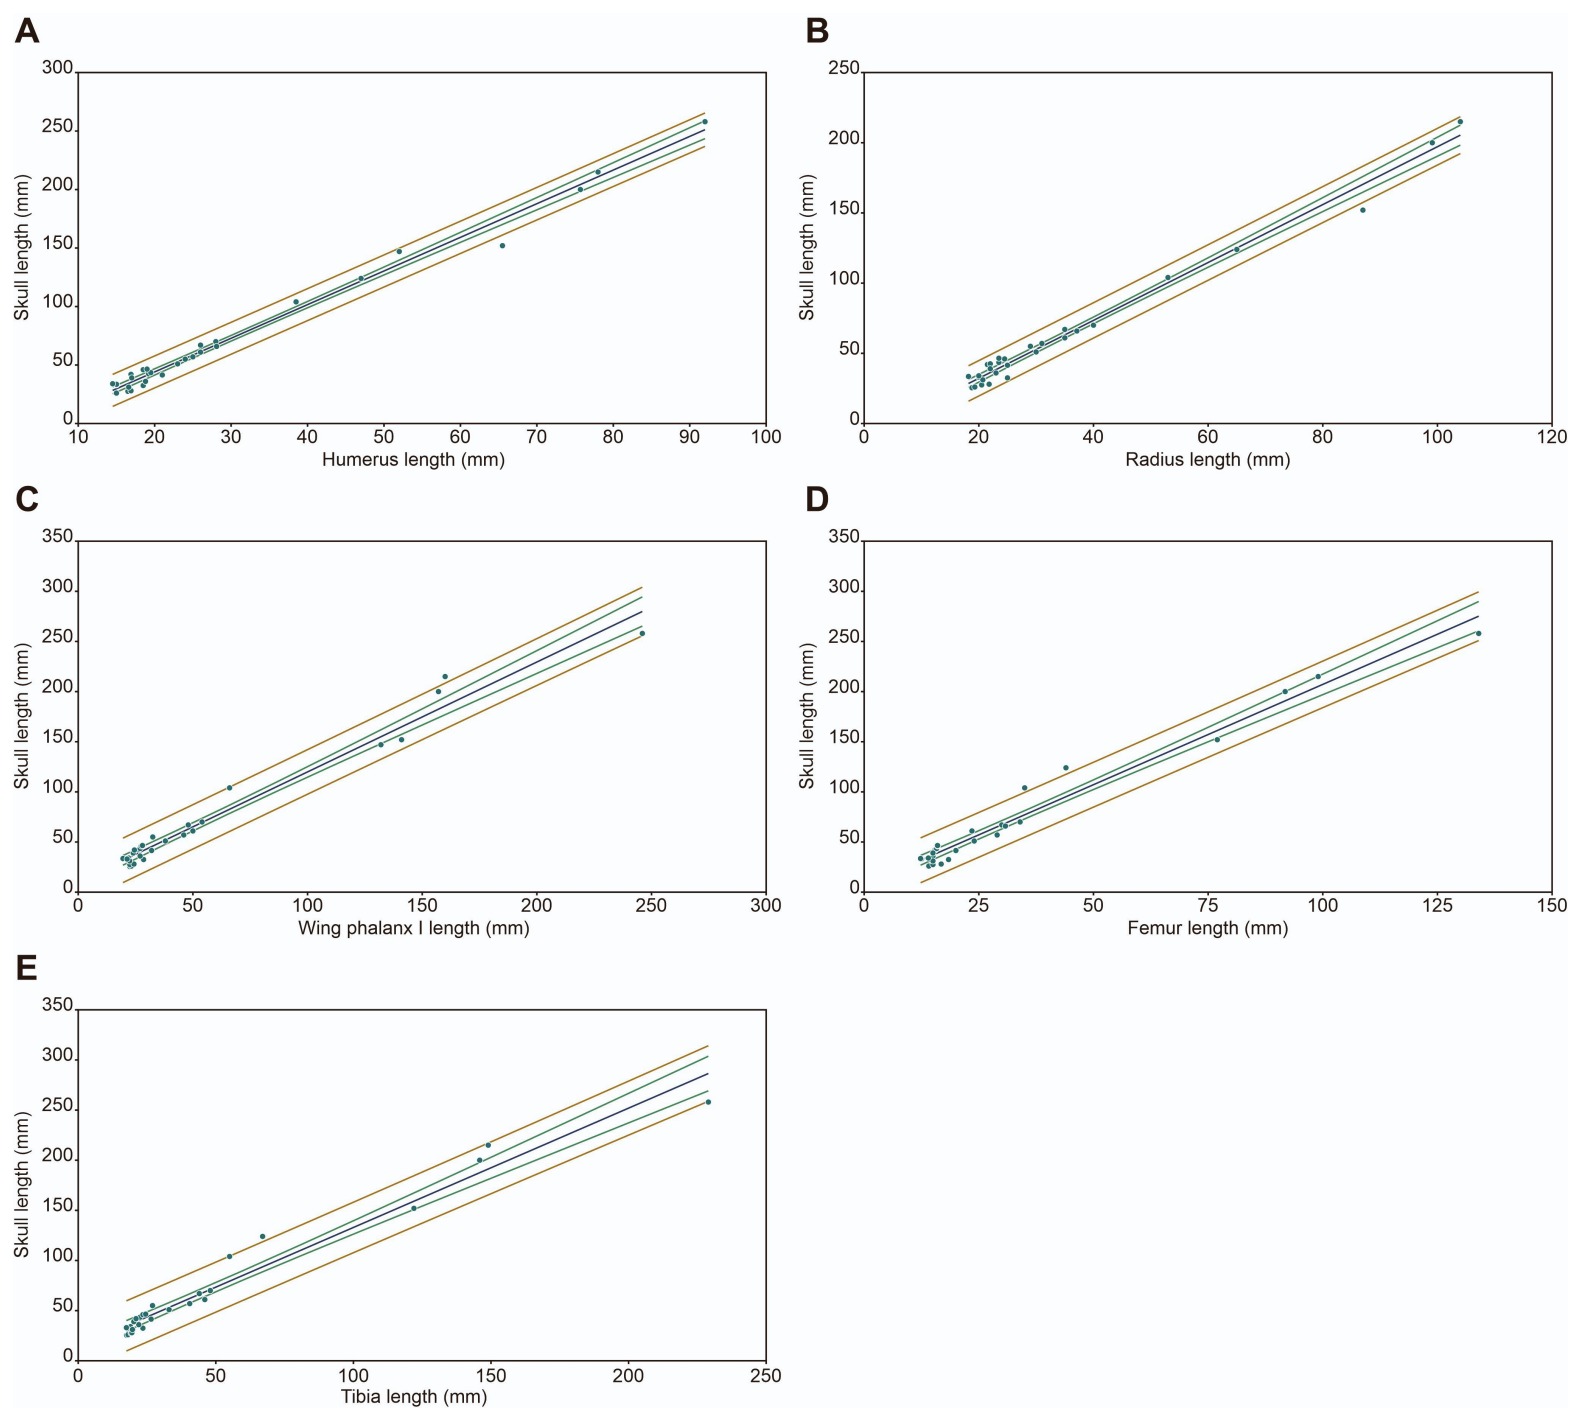 A
B
300
250
200
150
100
50
0
Skull length (mm)
10 20 30 40 50 60 70 80 90 100
Humerus length (mm)
250
200
150
100
50
0
Skull length (mm)
0 20 40 60 80 100 120
Radius length (mm)
C
D
350
300
250
200
150
100
50
0
Skull length (mm)
0 50 100 150 200 250 300
Wing phalanx I length (mm)
350
300
250
200
150
100
50
0
Skull length (mm)
0 25 50 75 100 125 150
Femur length (mm)
E
350
300
250
200
150
100
50
0
Skull length (mm)
0 50 100 150 200 250
Tibia length (mm)